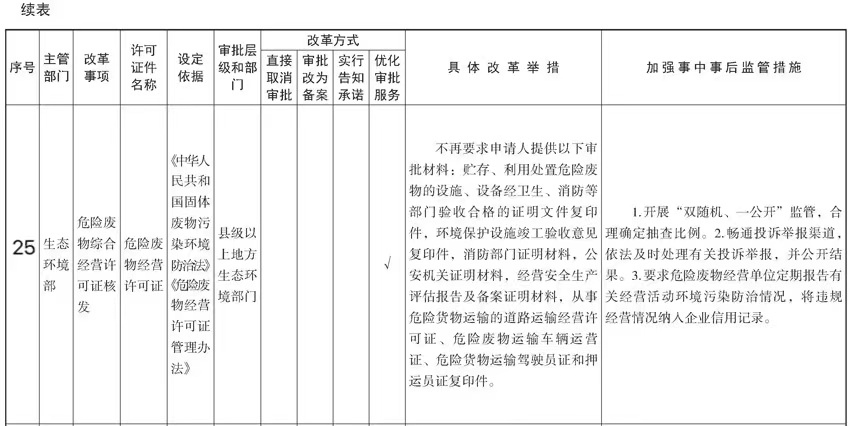 续表
序号
主管
部门
改革
事项
许可
证件
名称
设定
依据
审批层
级和部
门
改革方式
直接
取消
审批
审批
改为
备案
实行
告知
承诺
优化
审批
服务
具体改革举措
加强事中事后监管措施
25
生态
环境
部
危险废
物综合
经营许
可证核
发
危险废
物经营
许可证
《中华人
民共和
国固体
废物污
染环境
防治法》
《危险废
物经营
许可证
管理办
法》
县级以
上地方
生态环
境部门
√
不再要求申请人提供以下审
批材料：贮存、利用处置危险废
物的设施、设备经卫生、消防等
部门验收合格的证明文件复印
件，环境保护设施竣工验收意见
复印件，消防部门证明材料，公
安机关证明材料，经营安全生产
评估报告及备案证明材料，从事
危险货物运输的道路运输经营许
可证、危险废物运输车辆运营
证、危险货物运输驾驶员证和押
运员证复印件。
1.开展“双随机、一公开”监管，合
理确定抽查比例。2.畅通投诉举报渠道，
依法及时处理有关投诉举报，并公开结
果。3.要求危险废物经营单位定期报告有
关经营活动环境污染防治情况，将违规
经营情况纳入企业信用记录。